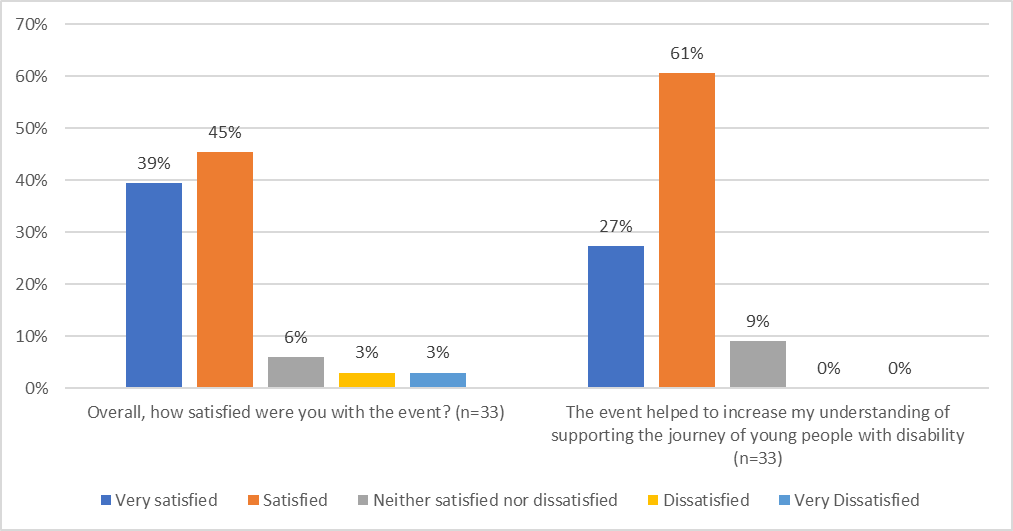 70%
60%
50%
40%
30%
20%
10%
0%
39%
45%
6%
3%
3%
27%
61%
9%
0%
0%
Overall, how satisfied were you with the event? (n=33)
The event helped to increase my understanding of
supporting the journey of young people with disability
(n=33)
Very satisfied
Satisfied
Neither satisfied nor dissatisfied
Dissatisfied
Very Dissatisfied